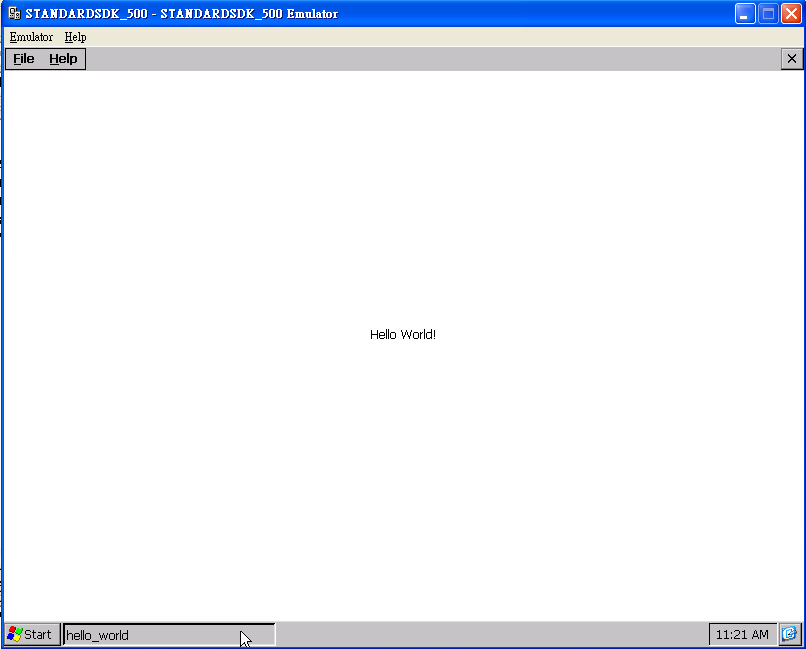 STANDARDSDK_500 - STANDARDSDK_500 Emulator
Emulator Help
File Help
Hello World!
Start hello_world 11:21 AM